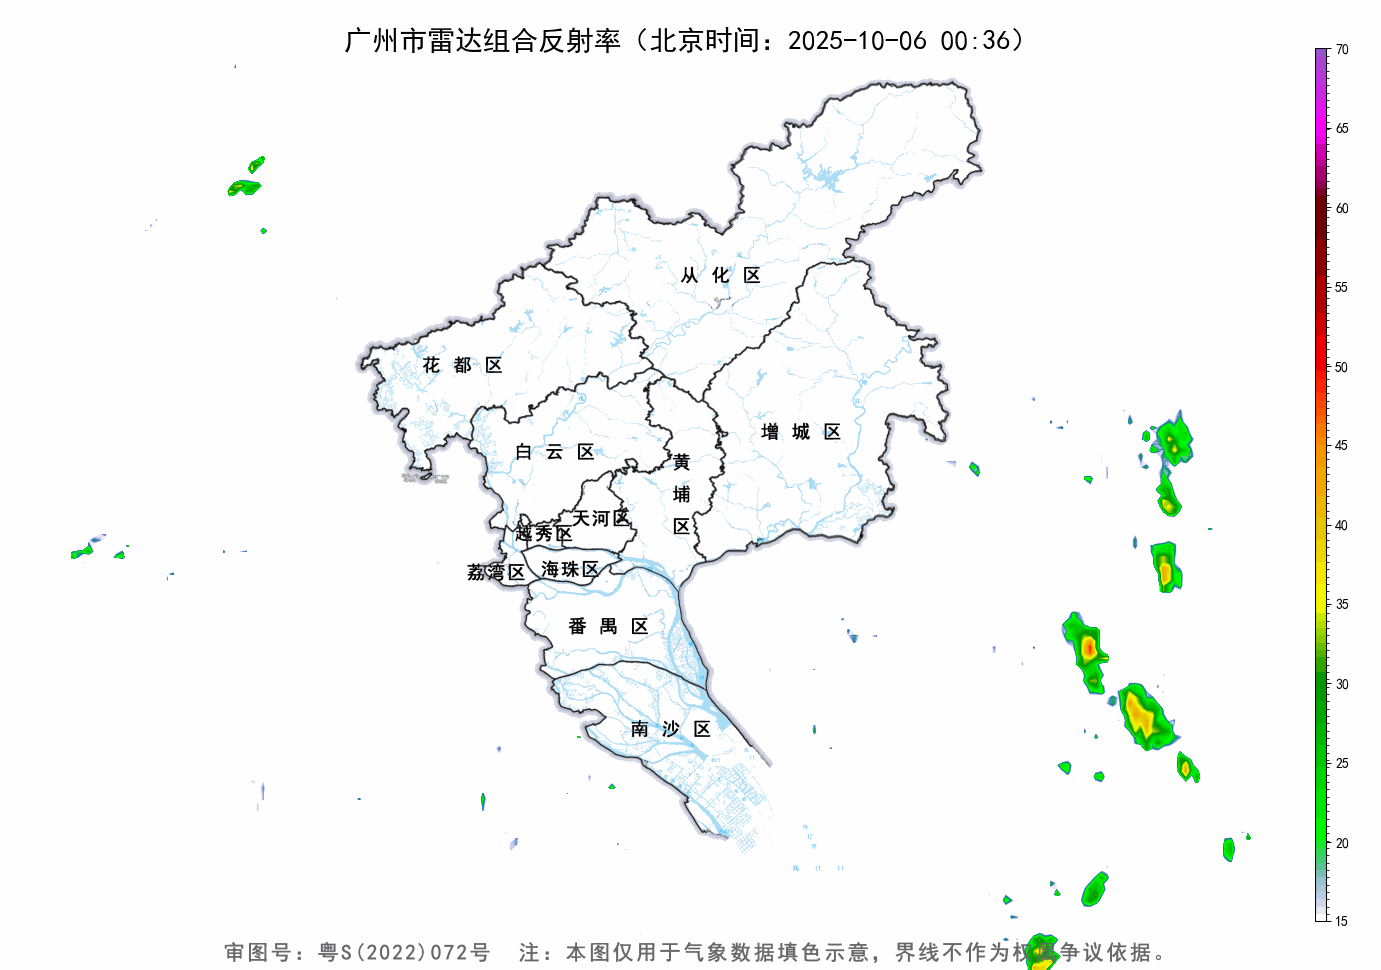 广州市雷达组合反射率（北京时间：2025-10-06 00:36）
70
65
60
55
50
45
40
35
30
25
20
15
从化区
花都区
增城区
白云区
黄埔区
天河区
越秀区
海珠区
荔湾区
番禺区
南沙区
审图号：粤S(2022)072号 注：本图仅用于气象数据填色示意，界线不作为权属争议依据。